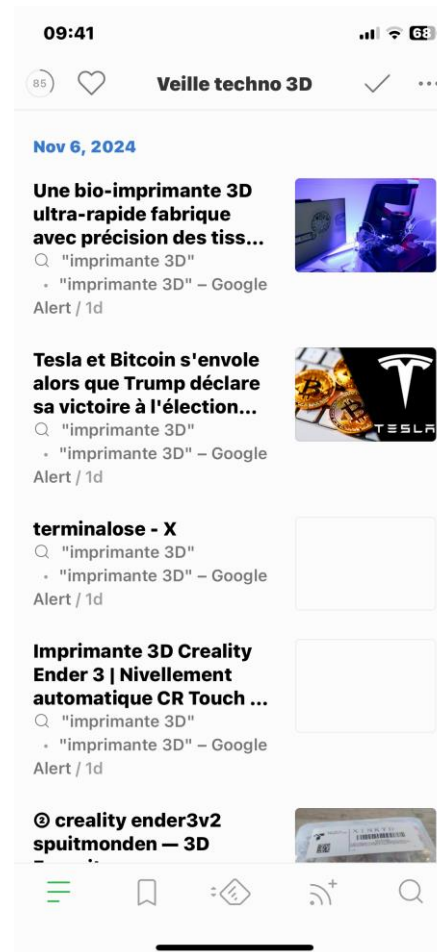 09:41
68
85
Veille techno 3D
Nov 6, 2024
Une bio-imprimante 3D
ultra-rapide fabrique
avec précision des tiss...
"imprimante 3D"
• "imprimante 3D" – Google
Alert / 1d
Tesla et Bitcoin s'envole
alors que Trump déclare
sa victoire à l'élection...
"imprimante 3D"
• "imprimante 3D" – Google
Alert / 1d
TESLA
terminalose - X
"imprimante 3D"
• "imprimante 3D" – Google
Alert / 1d
Imprimante 3D Creality
Ender 3 | Nivellement
automatique CR Touch ...
"imprimante 3D"
• "imprimante 3D" – Google
Alert / 1d
② creality ender3v2
spuitmonden — 3D